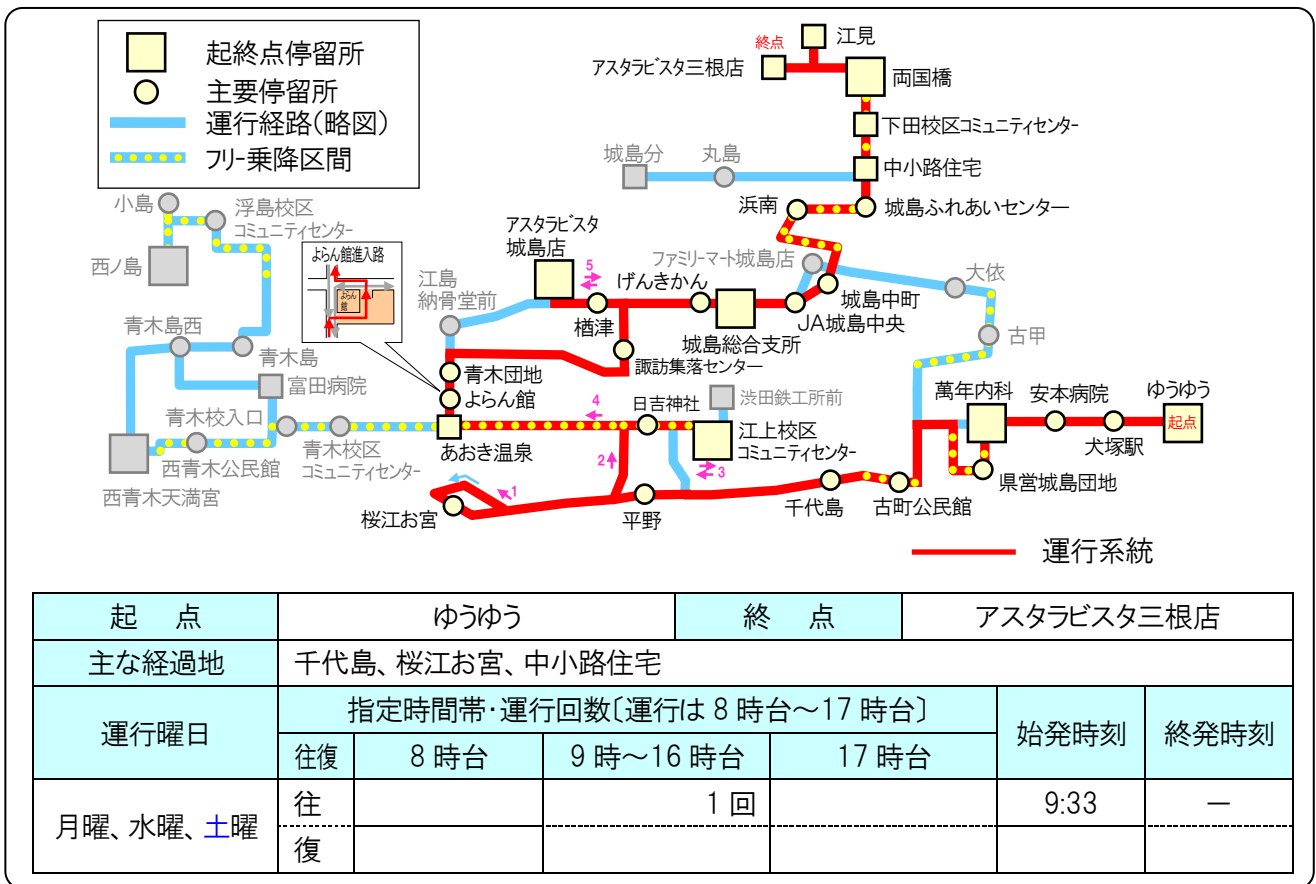 起終点停留所
主要停留所
運行経路(略図)
フリー乗降区間
終点
江見
アスタラビスタ三根店
両国橋
下田校区コミュニティセンター
城島分
丸島
中小路住宅
小島
浮島校区
コミュニティセンター
浜南
城島ふれあいセンター
アスタラビスタ
城島店
西ノ島
よらん館進入路
よらん
館
江島
納骨堂前
5
げんきかん
ファミリーマート城島店
大依
城島中町
青木島西
楢津
JA城島中央
古甲
青木島
城島総合支所
諏訪集落センター
富田病院
青木団地
よらん館
日吉神社
渋田鉄工所前
萬年内科
安本病院
ゆうゆう
起点
青木校入口
4
西青木公民館
青木校区
コミュニティセンター
あおき温泉
江上校区
コミュニティセンター
犬塚駅
2
3
西青木天満宮
1
県営城島団地
桜江お宮
平野
千代島
古町公民館
運行系統
起 点
ゆうゆう
終 点
アスタラビスタ三根店
主な経過地
千代島、桜江お宮、中小路住宅
運行曜日
指定時間帯・運行回数〔運行は8時台～17時台〕
始発時刻
終発時刻
往復
8時台
9時～16時台
17時台
月曜、水曜、土曜
往
1回
9:33
－
復